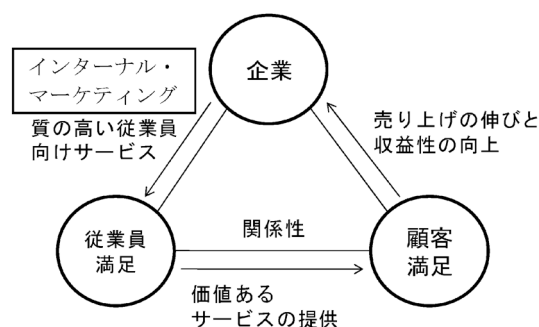 企業
インターナル・
マーケティング
質の高い従業員
向けサービス
売り上げの伸びと
収益性の向上
従業員
満足
関係性
顧客
満足
価値ある
サービスの提供